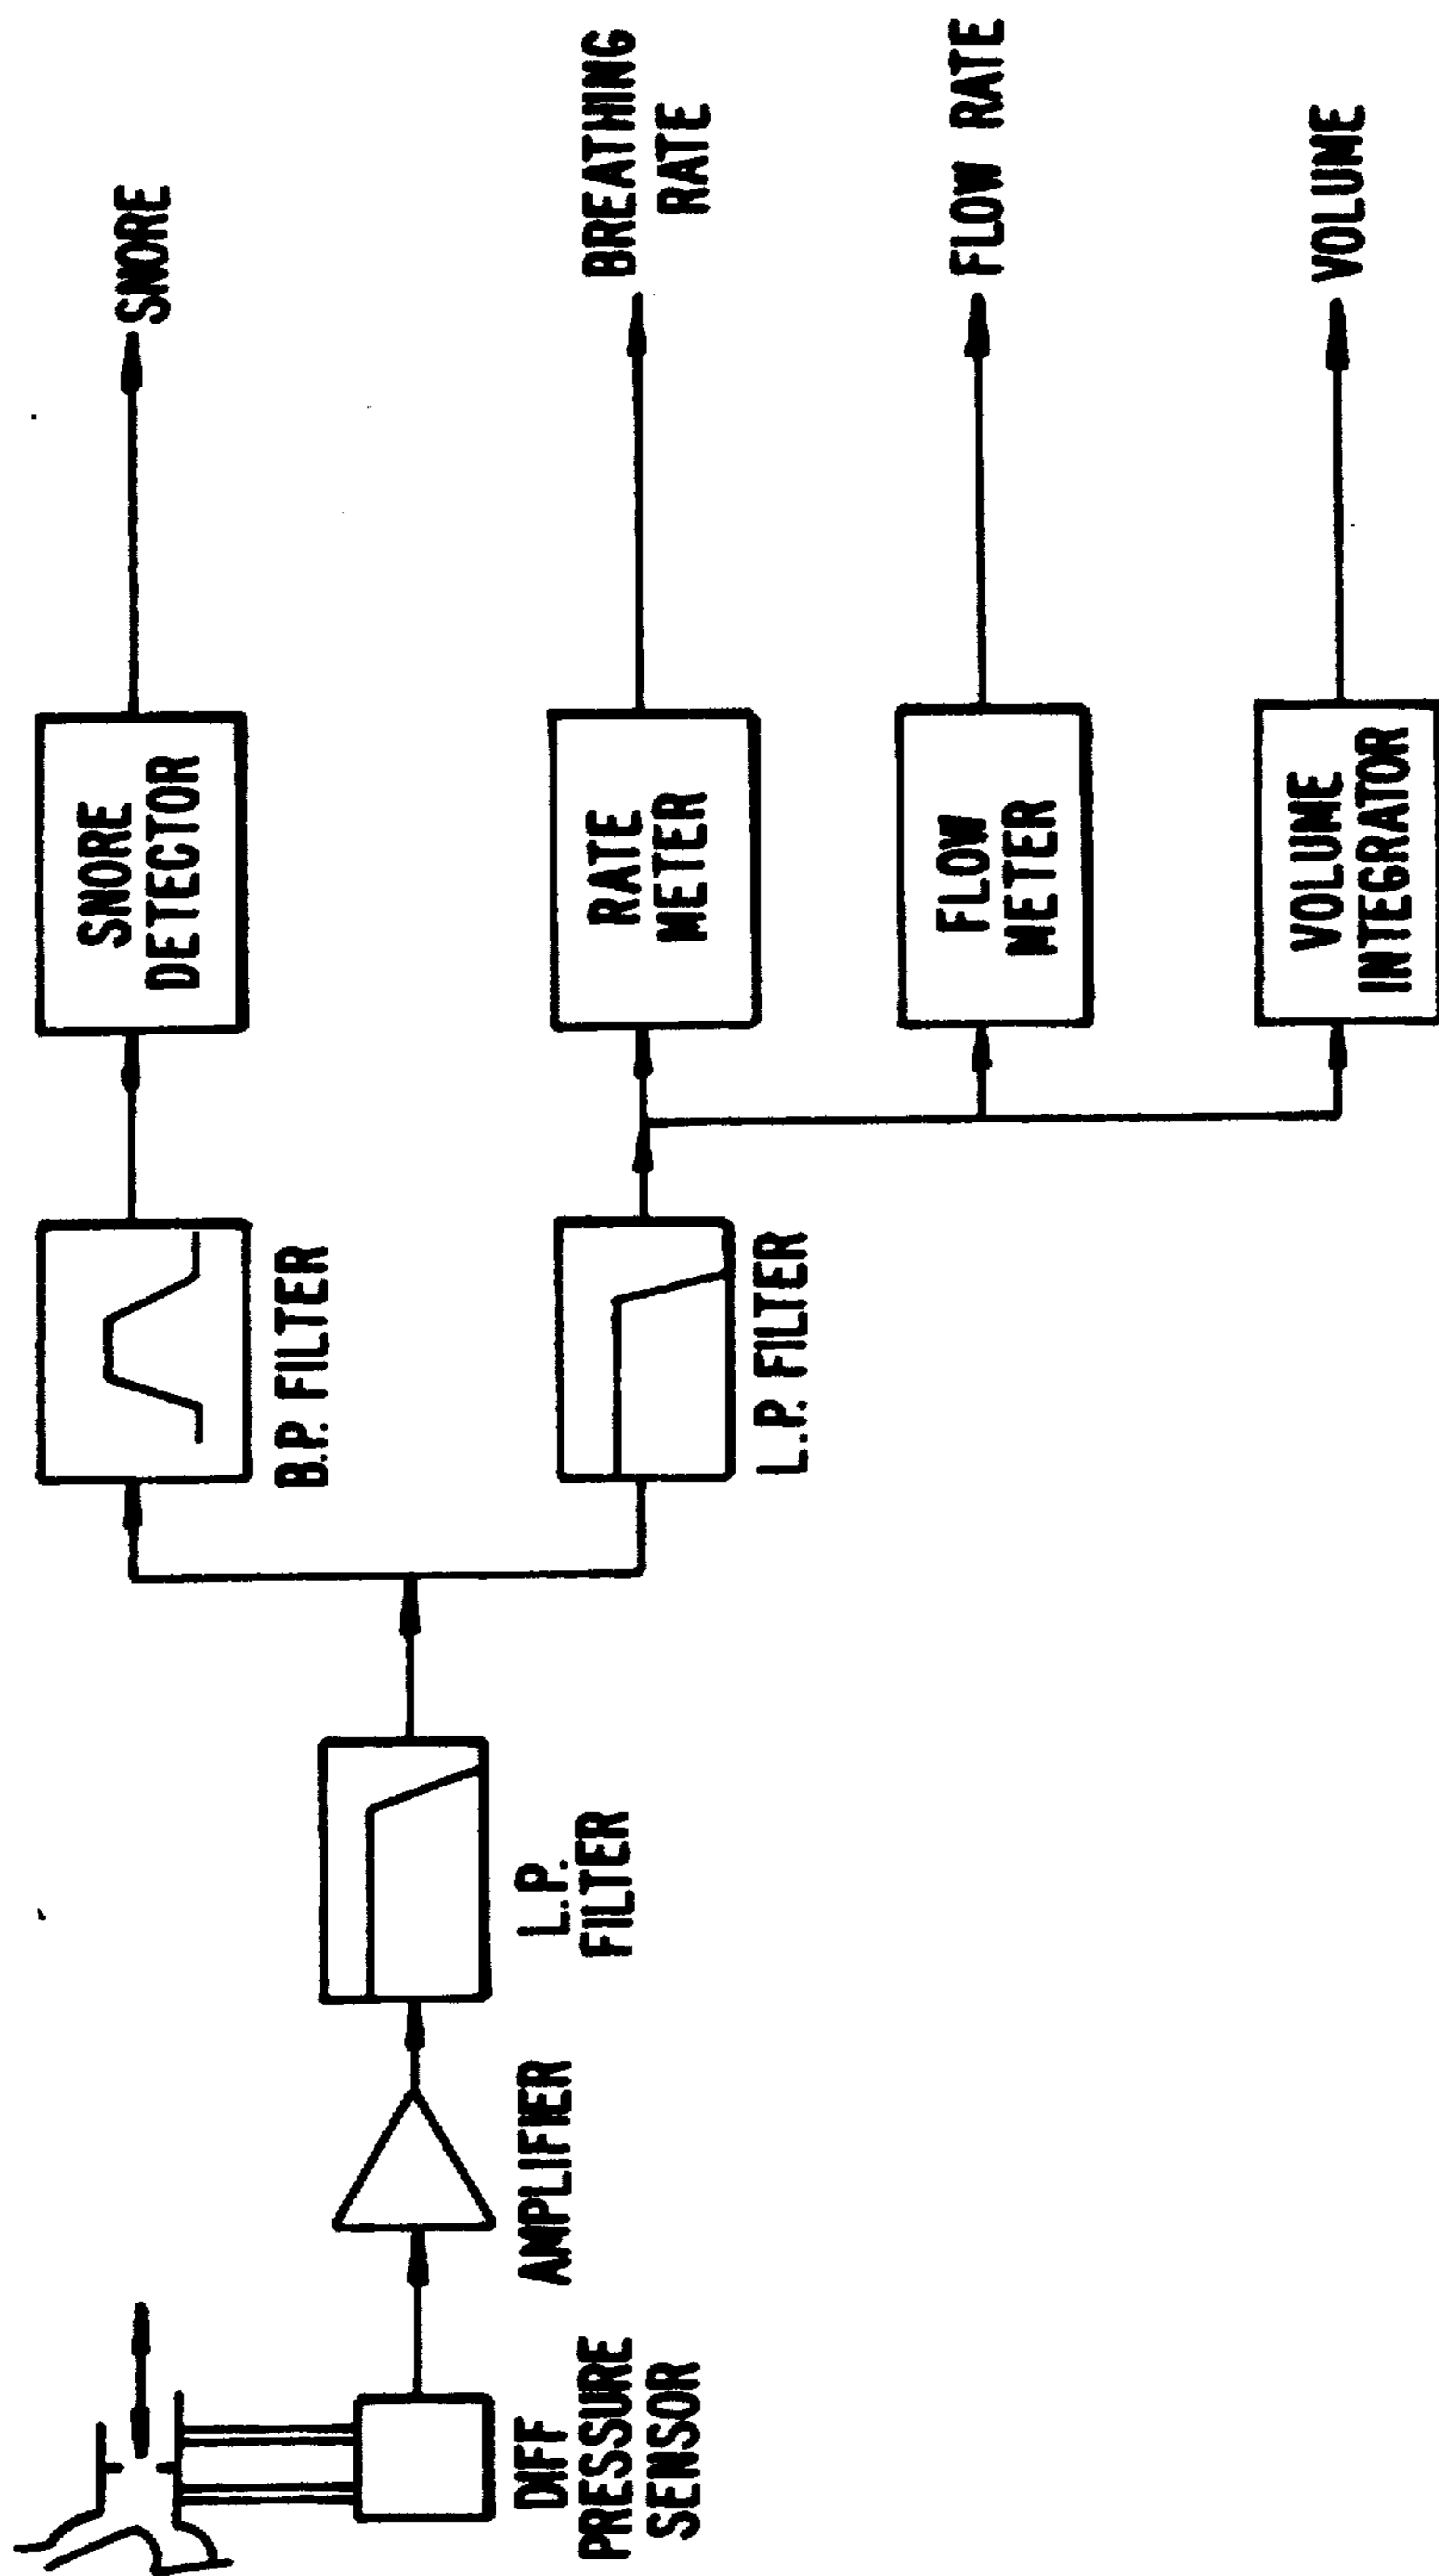 DIFF
PRESSURE
SENSOR
AMPLIFIER
L.P.
FILTER
B.P. FILTER
L.P. FILTER
SNORE
DETECTOR
RATE
METER
FLOW
METER
VOLUME
INTEGRATOR
SNORE
BREATHING
RATE
FLOW RATE
VOLUME